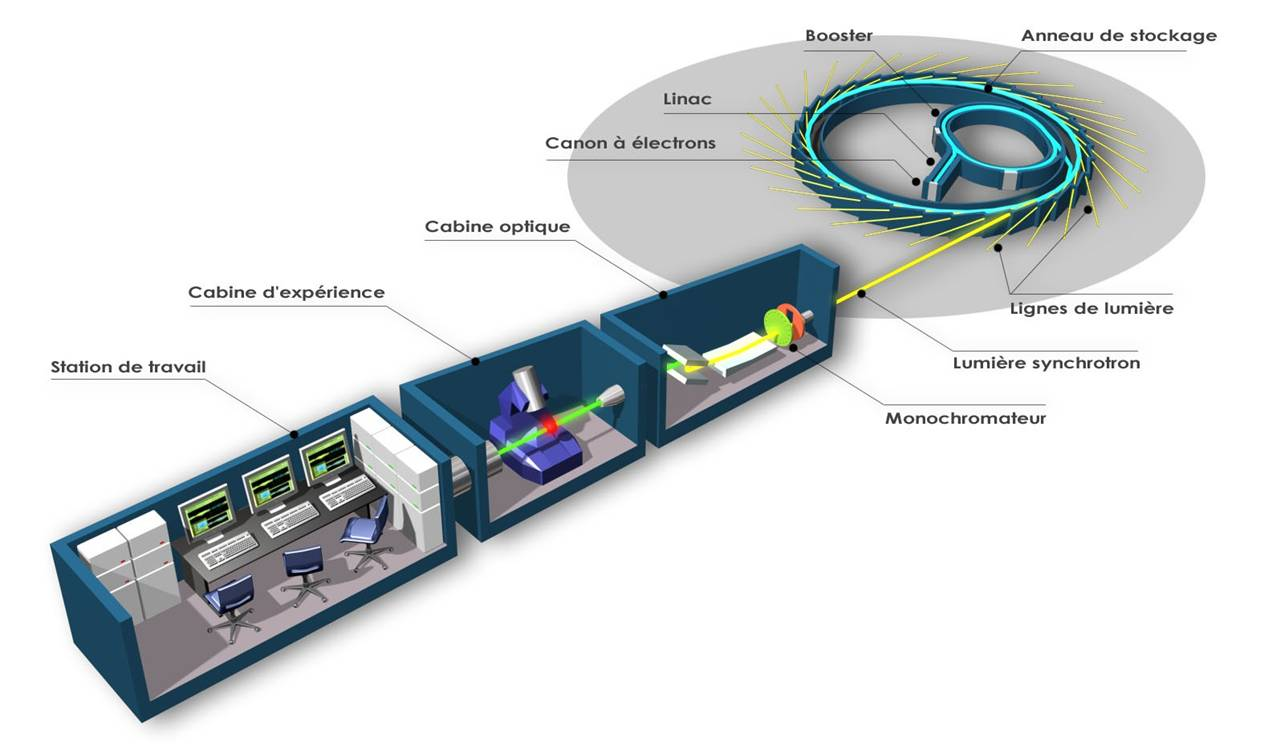 Booster
Anneau de stockage
Linac
Canon à électrons
Cabine optique
Cabine d'expérience
Lignes de lumière
Station de travail
Lumière synchrotron
Monochromateur